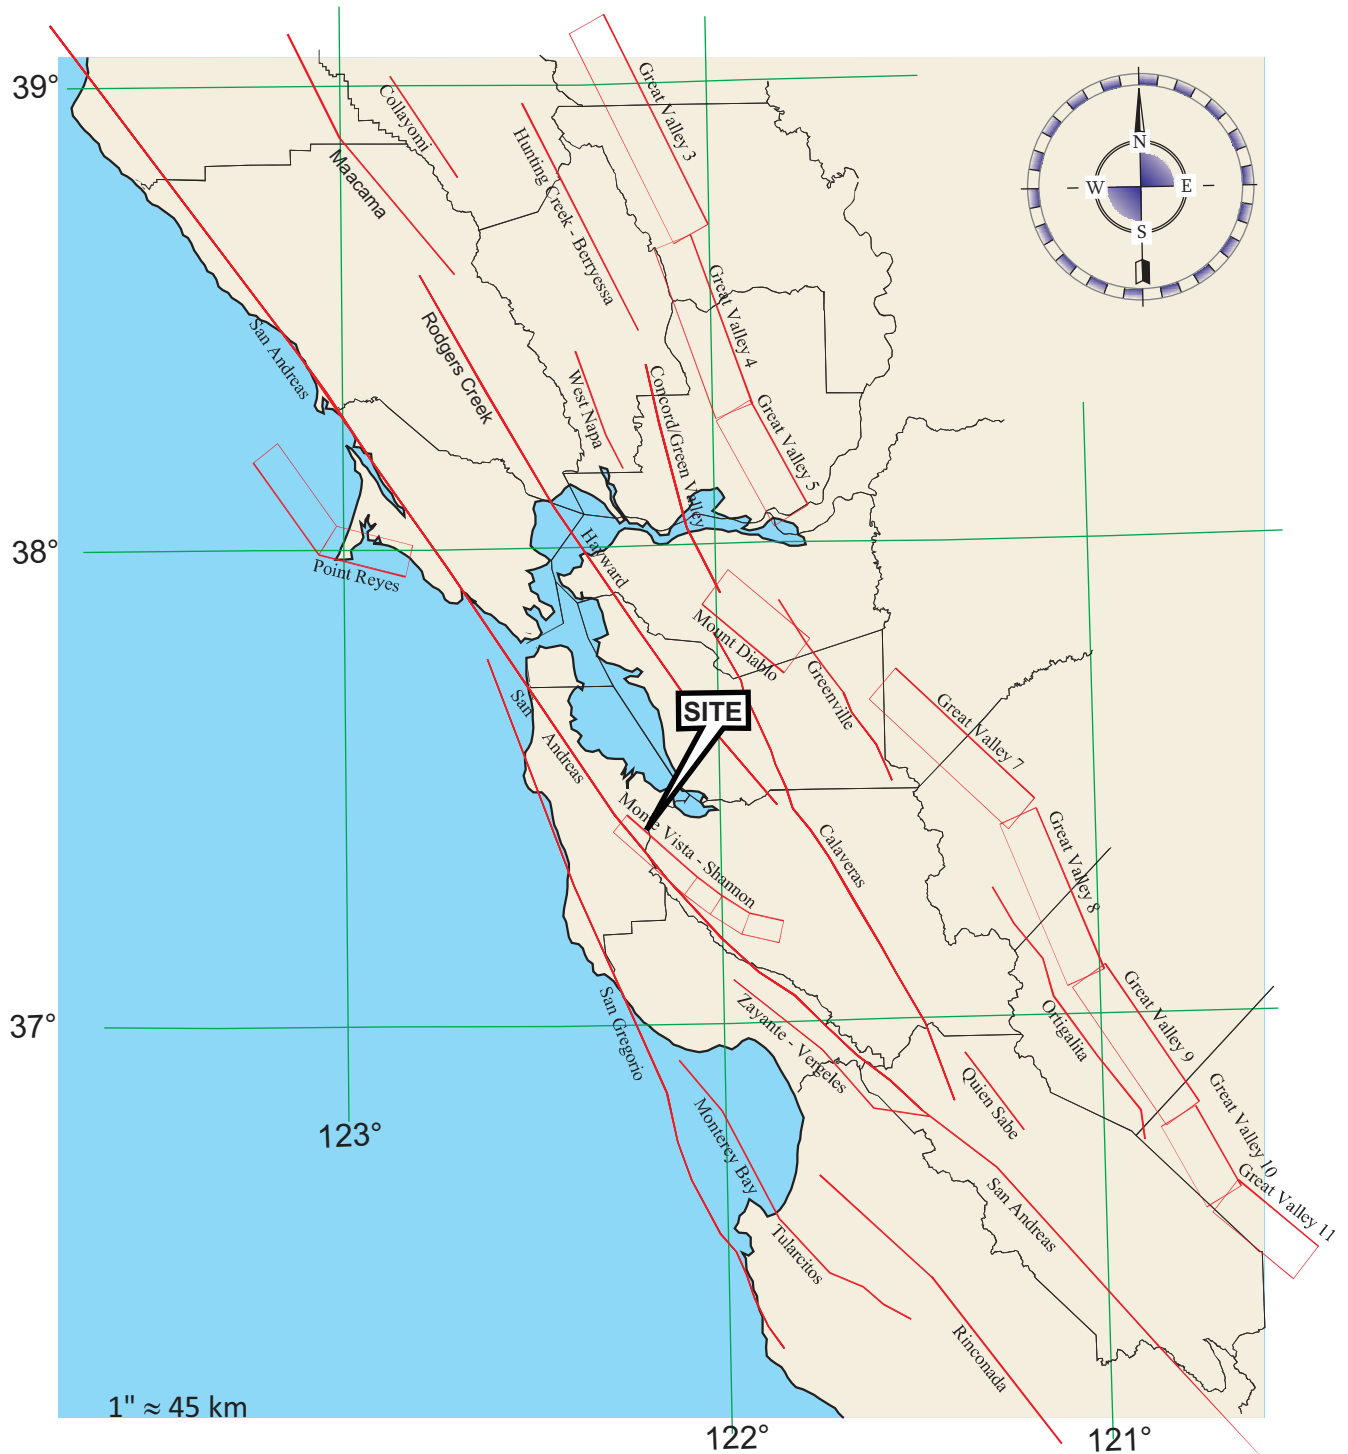 39°
Collayomi
Maacama
Hunting Creek - Berryessa
Great Valley 3
N
W
E
S
San Andreas
Rodgers Creek
West Napa
Concord/Green Valley
Great Valley 4
Great Valley 5
38°
Point Reyes
Hayward
Mount Diablo
Greenville
San
Andreas
SITE
Great Valley 7
Monte Vista - Shannon
Calaveras
Great Valley 8
37°
San Gregorio
Zayante - Vergeles
Ortigalita
Great Valley 9
Quien Sabe
Great Valley 10
123°
Monterey Bay
San Andreas
Great Valley 11
Tularcitos
Rinconada
1" ≈ 45 km
122°
121°